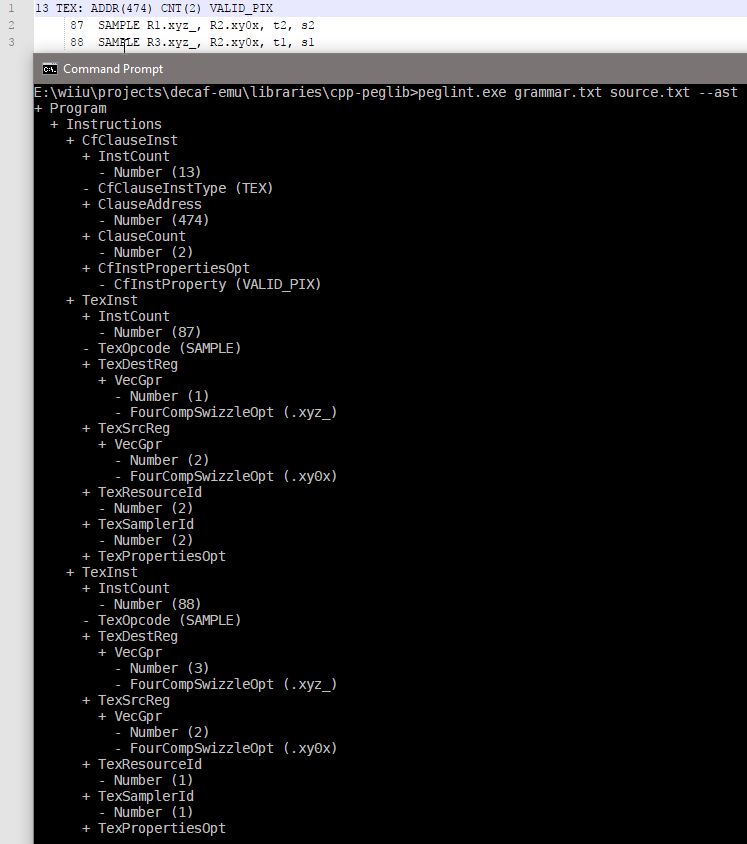 1 13 TEX: ADDR(474) CNT(2) VALID_PIX
2 87 SAMPLE R1.xyz_, R2.xy0x, t2, s2
3 88 SAMPLE R3.xyz_, R2.xy0x, t1, s1
C:\. Command Prompt
E:\wiiu\projects\decaf-emu\libraries\cpp-peglib>peglint.exe grammar.txt source.txt --ast
+ Program
  + Instructions
    + CfClauseInst
      + InstCount
        - Number (13)
      - CfClauseInstType (TEX)
      + ClauseAddress
        - Number (474)
      + ClauseCount
        - Number (2)
      + CfInstPropertiesOpt
        - CfInstProperty (VALID_PIX)
    + TexInst
      + InstCount
        - Number (87)
      - TexOpcode (SAMPLE)
      + TexDestReg
        + VecGpr
          - Number (1)
          - FourCompSwizzleOpt (.xyz_)
      + TexSrcReg
        + VecGpr
          - Number (2)
          - FourCompSwizzleOpt (.xy0x)
      + TexResourceId
        - Number (2)
      + TexSamplerId
        - Number (2)
      + TexPropertiesOpt
    + TexInst
      + InstCount
        - Number (88)
      - TexOpcode (SAMPLE)
      + TexDestReg
        + VecGpr
          - Number (3)
          - FourCompSwizzleOpt (.xyz_)
      + TexSrcReg
        + VecGpr
          - Number (2)
          - FourCompSwizzleOpt (.xy0x)
      + TexResourceId
        - Number (1)
      + TexSamplerId
        - Number (1)
      + TexPropertiesOpt